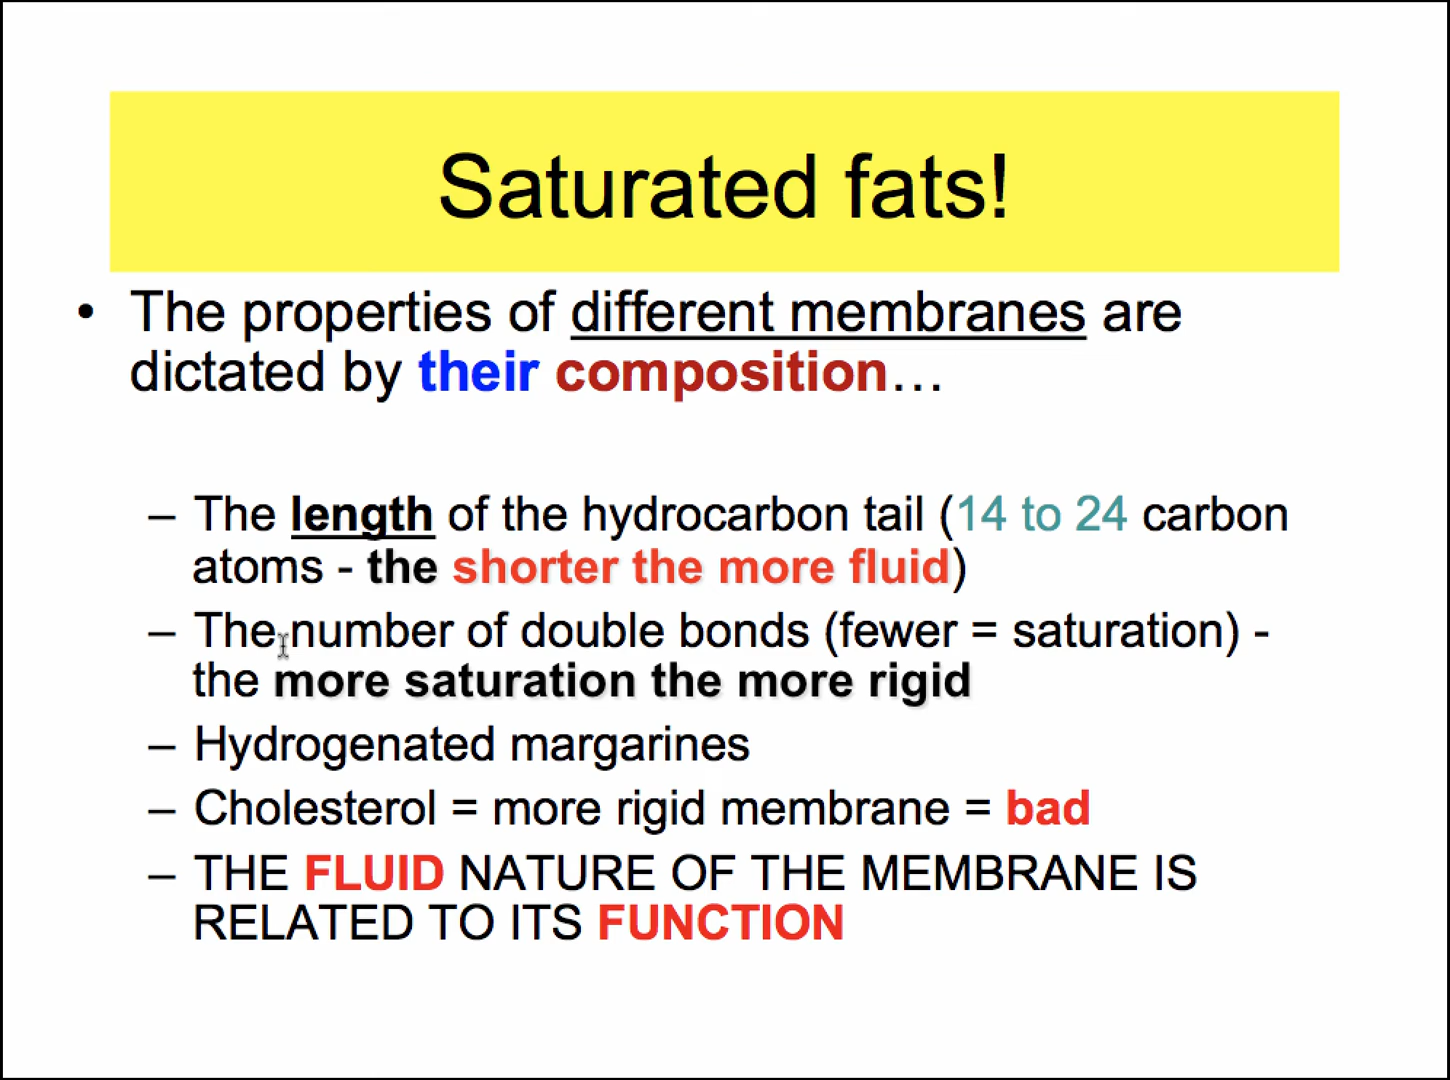 Saturated fats!
• The properties of different membranes are
dictated by their composition…
– The length of the hydrocarbon tail (14 to 24 carbon
atoms - the shorter the more fluid)
– The number of double bonds (fewer = saturation) -
the more saturation the more rigid
– Hydrogenated margarines
– Cholesterol = more rigid membrane = bad
– THE FLUID NATURE OF THE MEMBRANE IS
RELATED TO ITS FUNCTION